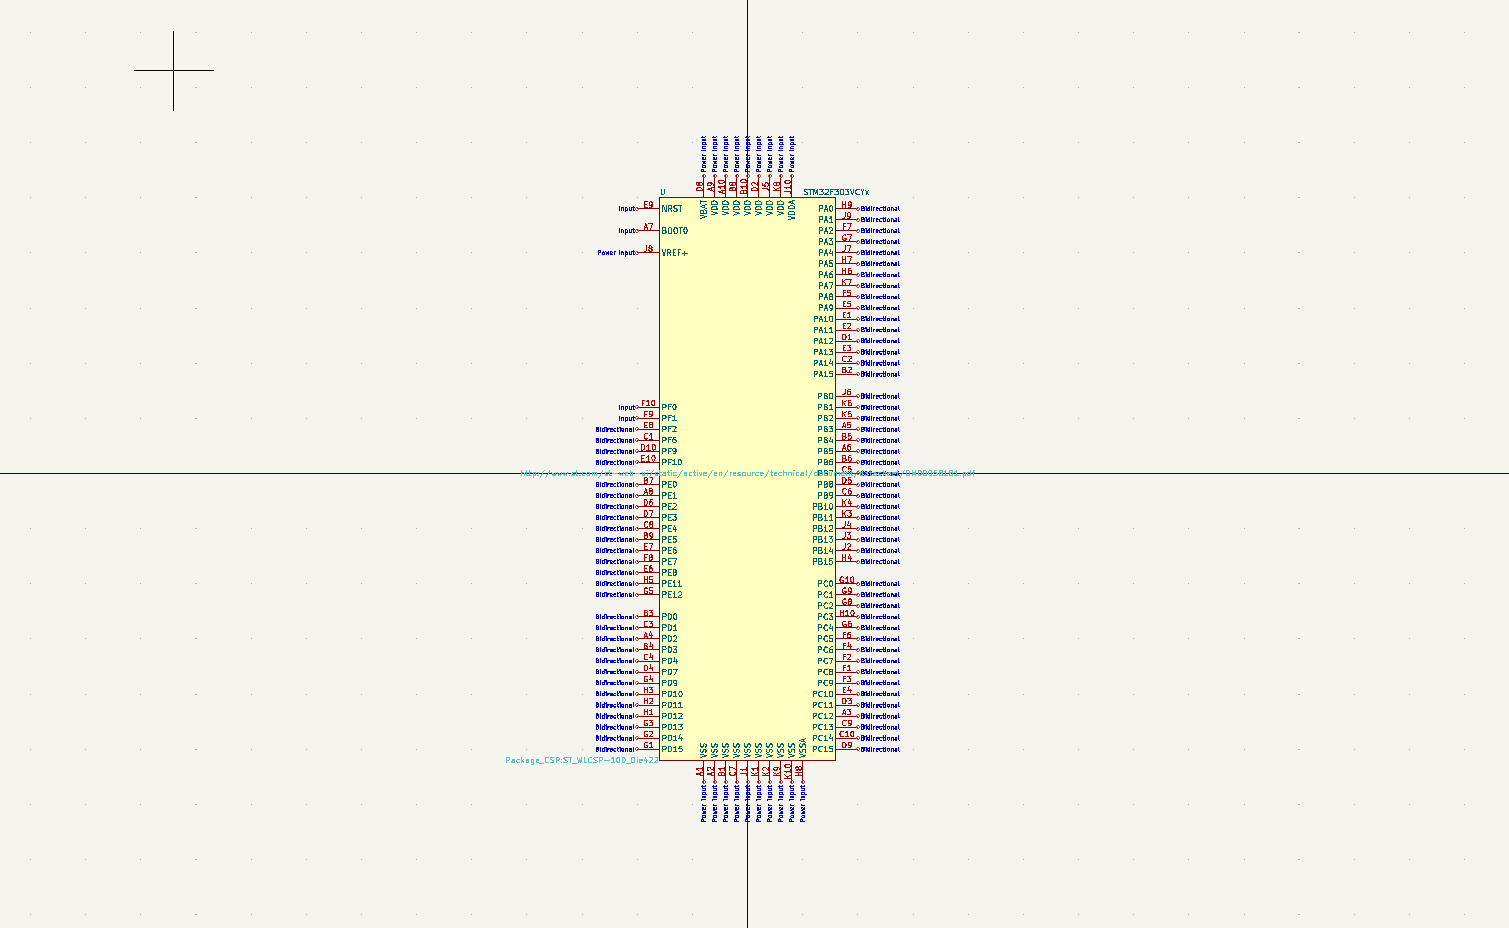 Power Input Power Input Power Input Power Input Power Input Power Input Power Input Power Input Power Input
D8 A9 A10 B8 B10 D2 J5 K8 J10
U STM32F303VCYx
VBAT VDD VDD VDD VDD VDD VDD VDD VDDA
Input E9 NRST PA0 H9 Bidirectional
PA1 J9 Bidirectional
Input A7 BOOT0 PA2 F7 Bidirectional
PA3 G7 Bidirectional
Power Input J8 VREF+ PA4 J7 Bidirectional
PA5 H7 Bidirectional
PA6 H6 Bidirectional
PA7 K7 Bidirectional
PA8 F5 Bidirectional
PA9 E5 Bidirectional
PA10 E1 Bidirectional
PA11 E2 Bidirectional
PA12 D1 Bidirectional
PA13 E3 Bidirectional
PA14 C2 Bidirectional
PA15 B2 Bidirectional
PB0 J6 Bidirectional
Input F10 PF0 PB1 K6 Bidirectional
Input F9 PF1 PB2 K5 Bidirectional
Bidirectional E8 PF2 PB3 A5 Bidirectional
Bidirectional C1 PF6 PB4 B5 Bidirectional
Bidirectional D10 PF9 PB5 A6 Bidirectional
Bidirectional E10 PF10 PB6 B6 Bidirectional
PB7 C5
Bidirectional B7 PE0 PB8 D5 Bidirectional
Bidirectional A8 PE1 PB9 C6 Bidirectional
Bidirectional D6 PE2 PB10 K4 Bidirectional
Bidirectional D7 PE3 PB11 K3 Bidirectional
Bidirectional C8 PE4 PB12 J4 Bidirectional
Bidirectional B9 PE5 PB13 J3 Bidirectional
Bidirectional E7 PE6 PB14 J2 Bidirectional
Bidirectional F8 PE7 PB15 H4 Bidirectional
Bidirectional E6 PE8
Bidirectional H5 PE11 PC0 G10 Bidirectional
Bidirectional G5 PE12 PC1 G9 Bidirectional
PC2 G8 Bidirectional
Bidirectional B3 PD0 PC3 H10 Bidirectional
Bidirectional C3 PD1 PC4 G6 Bidirectional
Bidirectional A4 PD2 PC5 F6 Bidirectional
Bidirectional B4 PD3 PC6 F4 Bidirectional
Bidirectional C4 PD4 PC7 F2 Bidirectional
Bidirectional D4 PD7 PC8 F1 Bidirectional
Bidirectional G4 PD9 PC9 F3 Bidirectional
Bidirectional H3 PD10 PC10 E4 Bidirectional
Bidirectional H2 PD11 PC11 D3 Bidirectional
Bidirectional H1 PD12 PC12 A3 Bidirectional
Bidirectional G3 PD13 PC13 C9 Bidirectional
Bidirectional G2 PD14 PC14 C10 Bidirectional
Bidirectional G1 PD15 PC15 D9 Bidirectional
VSS VSS VSS VSS VSS VSS VSS VSS VSS VSSA
Package_CSP:ST_WLCSP-100_Die422
A1 A2 B1 C7 J1 K1 K2 K9 K10 H8
Power Input Power Input Power Input Power Input Power Input Power Input Power Input Power Input Power Input Power Input